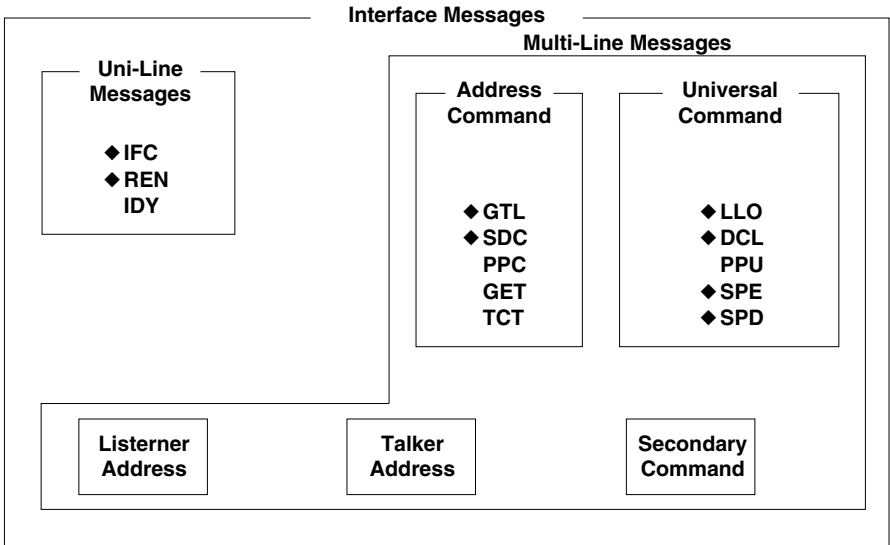 Interface Messages
Multi-Line Messages
Uni-Line
Messages
◆ IFC
◆ REN
IDY
Address
Command
◆ GTL
◆ SDC
PPC
GET
TCT
Universal
Command
◆ LLO
◆ DCL
PPU
◆ SPE
◆ SPD
Listerner
Address
Talker
Address
Secondary
Command